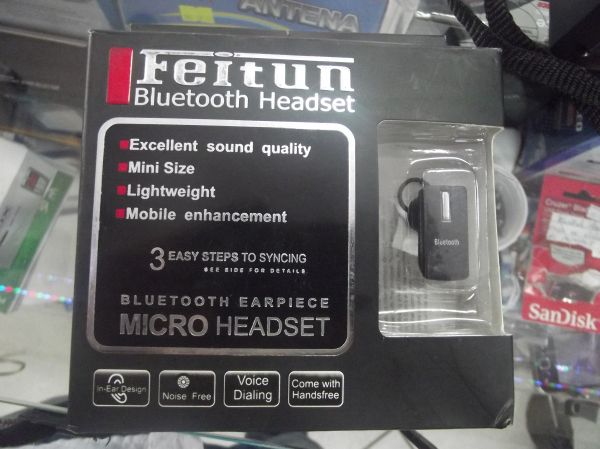 ANTENA
Feitun
Bluetooth Headset
Excellent sound quality
Mini Size
Lightweight
Mobile enhancement
3 EASY STEPS TO SYNCING
SEE SIDE FOR DETAILS
BLUETOOTH EARPIECE
MICRO HEADSET
In-Ear Design
Noise Free
Voice
Dialing
Come with
Handsfree
Bluetooth
Cruzer
SanDisk